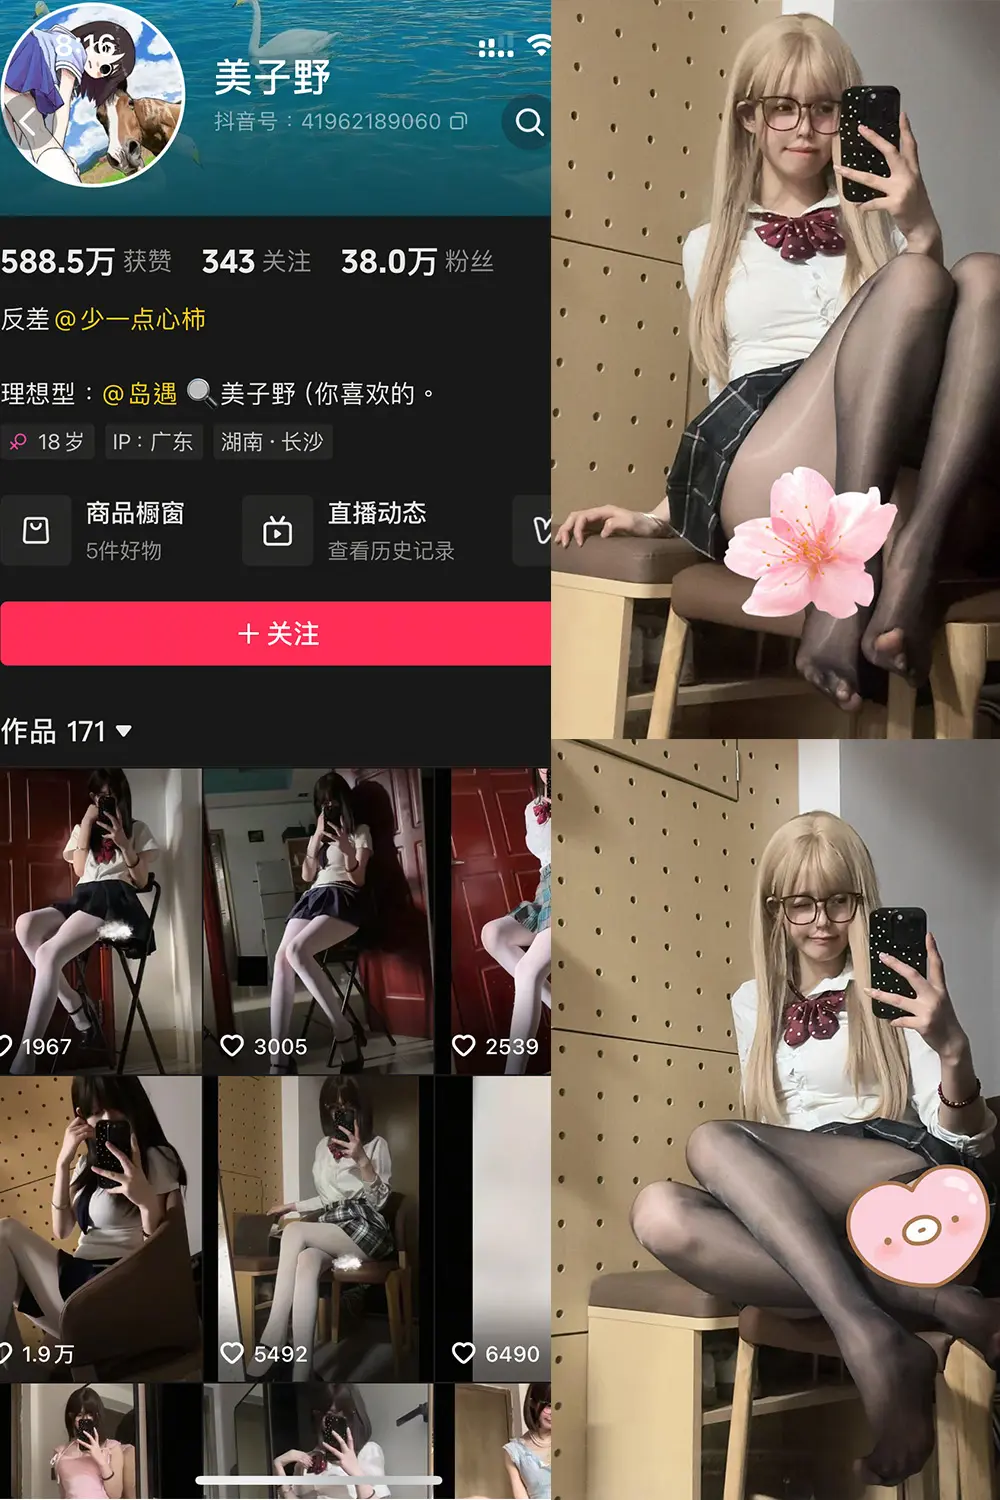 8:16
美子野
抖音号：41962189060
588.5万 获赞 343 关注 38.0万 粉丝
反差@少一点心柿
理想型：@岛遇 🔍美子野（你喜欢的。
♀ 18岁 IP：广东 湖南·长沙
商品橱窗 直播动态
5件好物 查看历史记录
+ 关注
作品 171
1967 3005 2539
1.9万 5492 6490